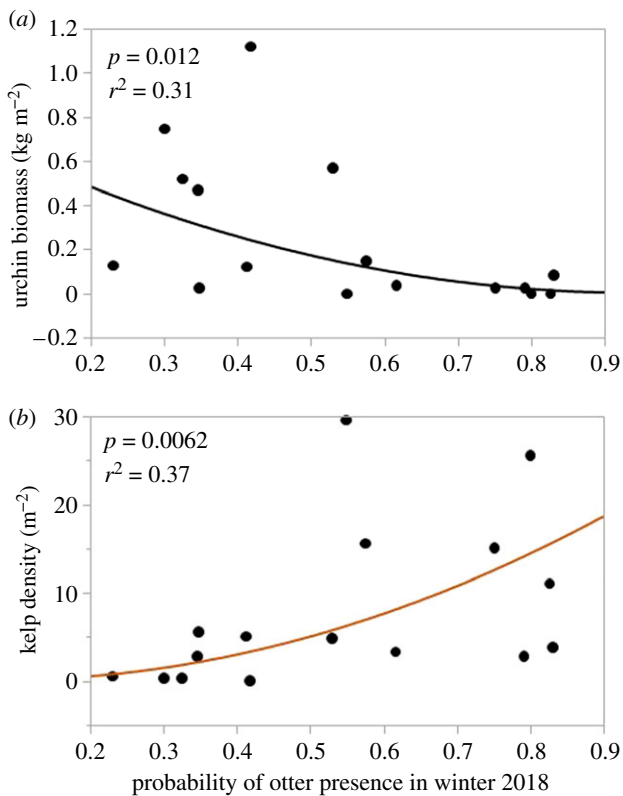 (a)
1.2
1.0
0.8
0.6
0.4
0.2
0
−0.2
urchin biomass (kg m−2)
p = 0.012
r2 = 0.31
0.2 0.3 0.4 0.5 0.6 0.7 0.8 0.9
(b)
30
20
10
0
kelp density (m−2)
p = 0.0062
r2 = 0.37
0.2 0.3 0.4 0.5 0.6 0.7 0.8 0.9
probability of otter presence in winter 2018